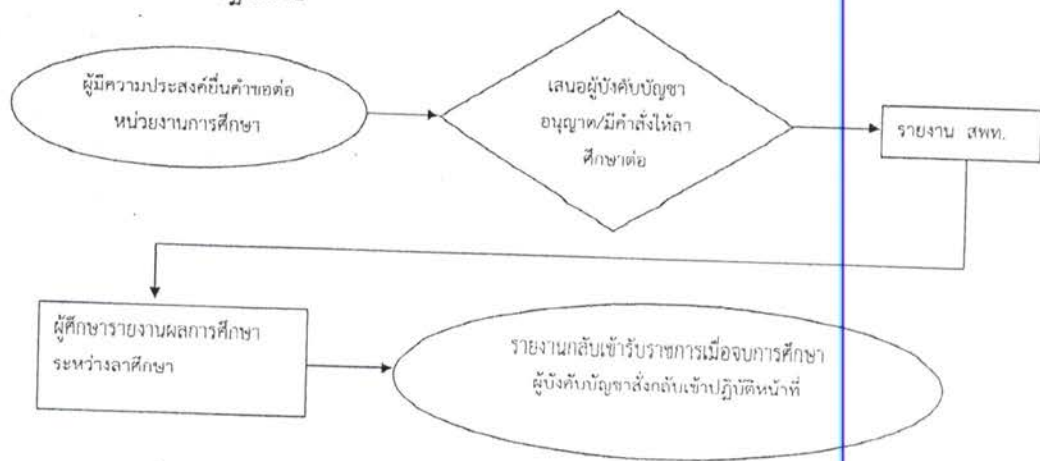 ผู้มีความประสงค์ยื่นคำขอต่อ
หน่วยงานการศึกษา
เสนอผู้บังคับบัญชา
อนุญาต/มีคำสั่งให้ลา
ศึกษาต่อ
รายงาน สพท.
ผู้ศึกษารายงานผลการศึกษา
ระหว่างลาศึกษา
รายงานกลับเข้ารับราชการเมื่อจบการศึกษา
ผู้บังคับบัญชาสั่งกลับเข้าปฏิบัติหน้าที่